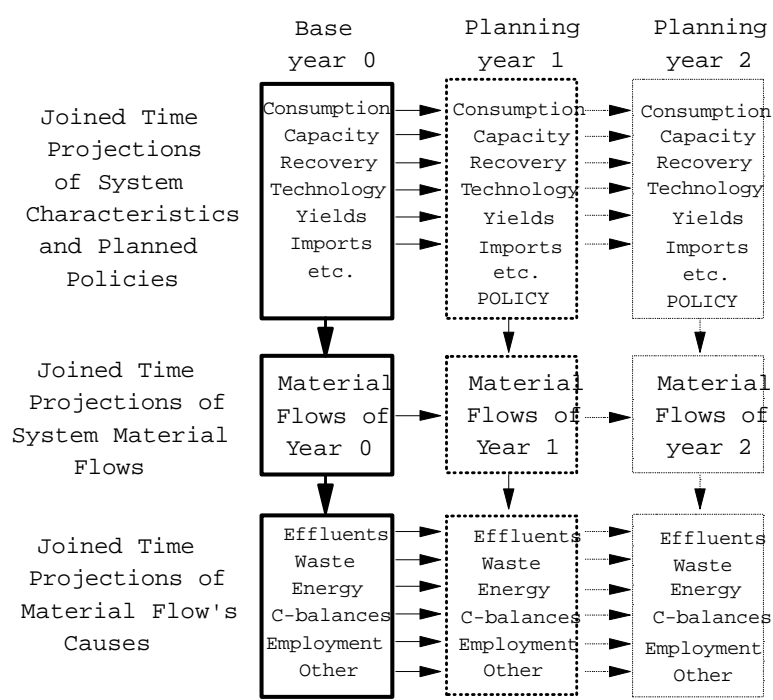 Base
year 0
Planning
year 1
Planning
year 2
Joined Time
Projections
of System
Characteristics
and Planned
Policies
Consumption
Capacity
Recovery
Technology
Yields
Imports
etc.
Consumption
Capacity
Recovery
Technology
Yields
Imports
etc.
POLICY
Consumption
Capacity
Recovery
Technology
Yields
Imports
etc.
POLICY
Joined Time
Projections of
System Material
Flows
Material
Flows of
Year 0
Material
Flows of
Year 1
Material
Flows of
year 2
Joined Time
Projections of
Material Flow's
Causes
Effluents
Waste
Energy
C-balances
Employment
Other
Effluents
Waste
Energy
C-balances
Employment
Other
Effluents
Waste
Energy
C-balances
Employment
Other